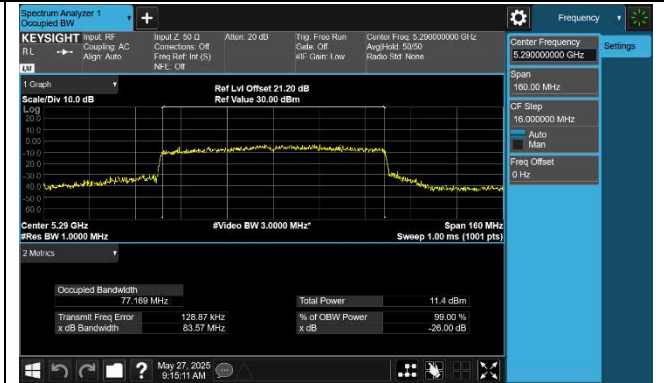 Spectrum Analyzer 1
Occupied BW
+
Frequency
KEYSIGHT Input: RF Input Z: 50 Ω Atten: 20 dB Trig: Free Run Center Freq: 5.290000000 GHz
RL Coupling: AC Corrections: Off Gate: Off Avg|Hold: 50/50
Align: Auto Freq Ref: Int (S) #IF Gain: Low Radio Std: None
LXI NFE: Off
Center Frequency
5.290000000 GHz
Settings
Span
160.00 MHz
CF Step
16.000000 MHz
Auto
Man
Freq Offset
0 Hz
1 Graph
Ref Lvl Offset 21.20 dB
Scale/Div 10.0 dB Ref Value 30.00 dBm
Log
20.0
10.0
0.00
-10.0
-20.0
-30.0
-40.0
-50.0
-60.0
Center 5.29 GHz #Video BW 3.0000 MHz* Span 160 MHz
#Res BW 1.0000 MHz Sweep 1.00 ms (1001 pts)
2 Metrics
Occupied Bandwidth
77.169 MHz Total Power 11.4 dBm
Transmit Freq Error 128.87 kHz % of OBW Power 99.00 %
x dB Bandwidth 83.57 MHz x dB -26.00 dB
?
May 27, 2025
9:15:11 AM